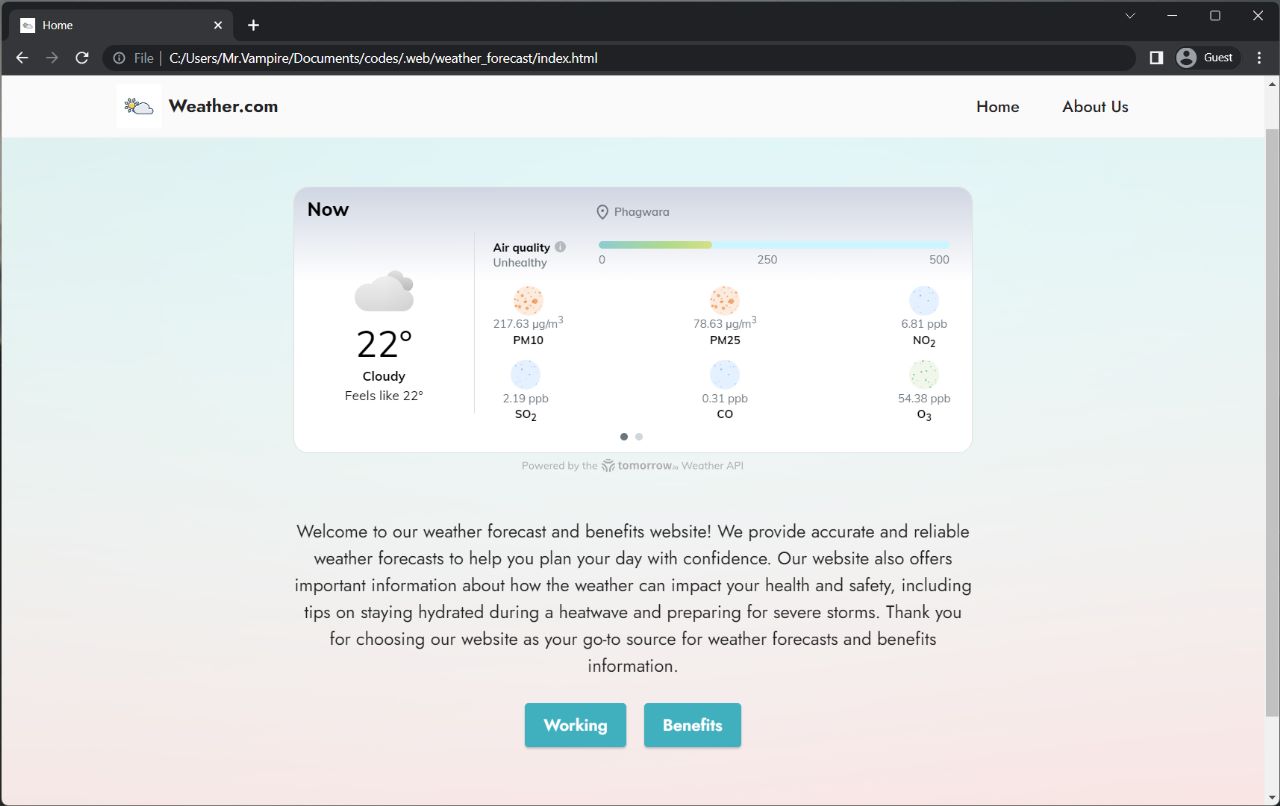 Home
File
C:/Users/Mr.Vampire/Documents/codes/.web/weather_forecast/index.html
Guest
Weather.com
Home
About Us
Now
Phagwara
Air quality
Unhealthy
0
250
500
217.63 µg/m³
PM10
78.63 µg/m³
PM25
6.81 ppb
NO₂
22°
Cloudy
Feels like 22°
2.19 ppb
SO₂
0.31 ppb
CO
54.38 ppb
O₃
Powered by the tomorrow.io Weather API
Welcome to our weather forecast and benefits website! We provide accurate and reliable
weather forecasts to help you plan your day with confidence. Our website also offers
important information about how the weather can impact your health and safety, including
tips on staying hydrated during a heatwave and preparing for severe storms. Thank you
for choosing our website as your go-to source for weather forecasts and benefits
information.
Working
Benefits